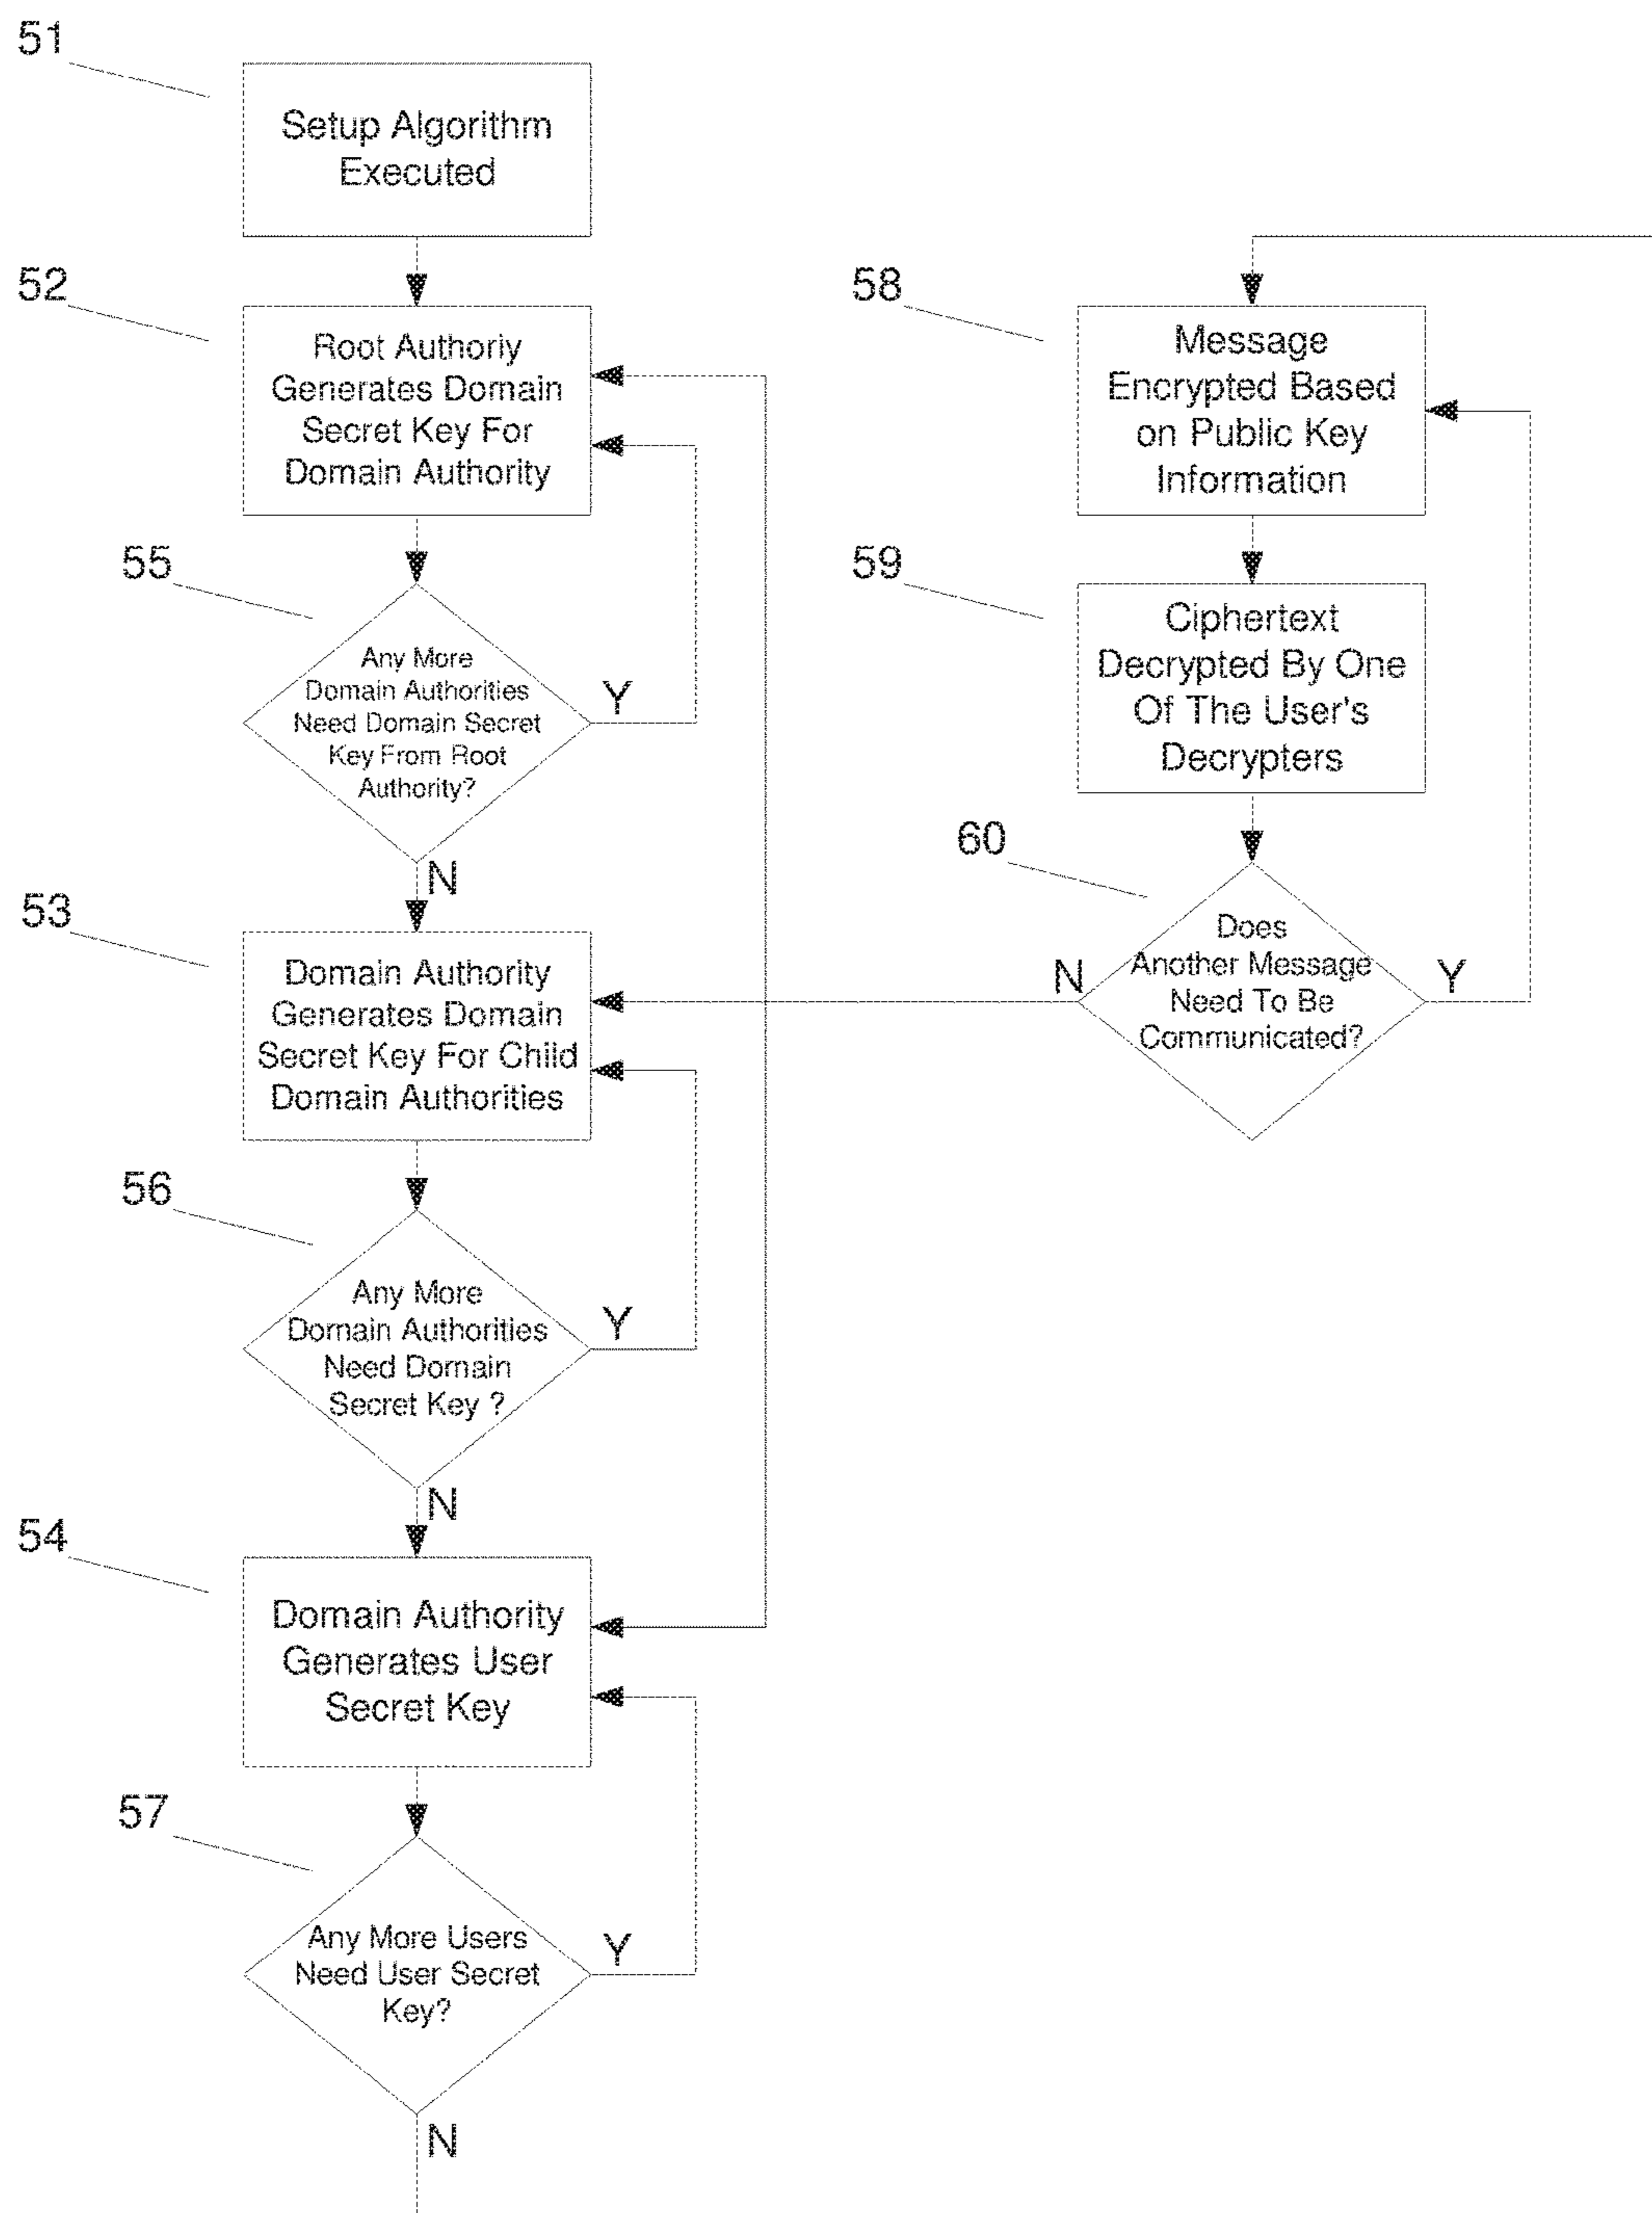 51
Setup Algorithm
Executed
52
Root Authoriy
Generates Domain
Secret Key For
Domain Authority
55
Any More
Domain Authorities
Need Domain Secret
Key From Root
Authority?
Y
N
53
Domain Authority
Generates Domain
Secret Key For Child
Domain Authorities
56
Any More
Domain Authorities
Need Domain
Secret Key ?
Y
N
54
Domain Authority
Generates User
Secret Key
57
Any More Users
Need User Secret
Key?
Y
N
58
Message
Encrypted Based
on Public Key
Information
59
Ciphertext
Decrypted By One
Of The User's
Decrypters
60
Does
Another Message
Need To Be
Communicated?
N
Y